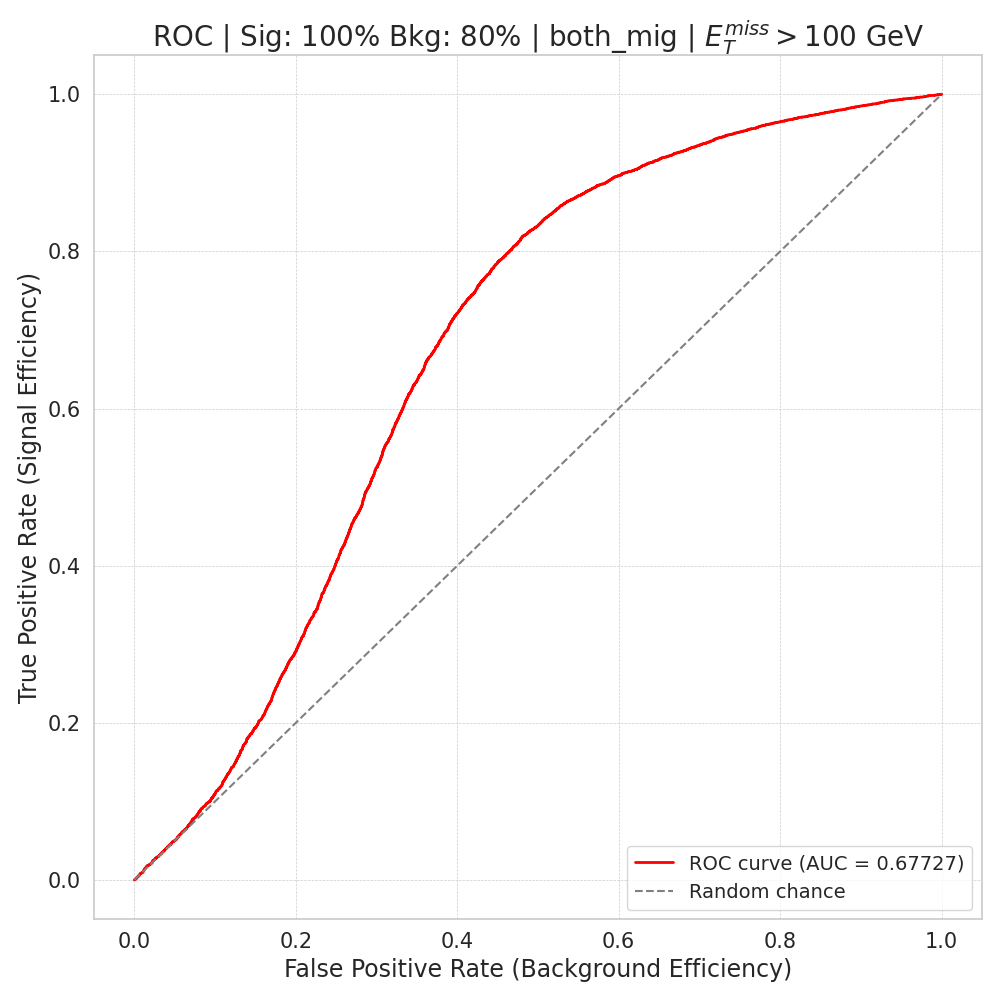 ROC | Sig: 100% Bkg: 80% | both_mig | $E_T^{miss} > 100$ GeV
True Positive Rate (Signal Efficiency)
1.0
0.8
0.6
0.4
0.2
0.0
ROC curve (AUC = 0.67727)
Random chance
0.0 0.2 0.4 0.6 0.8 1.0
False Positive Rate (Background Efficiency)